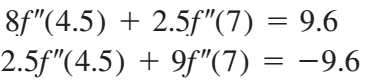 8f″(4.5) + 2.5f″(7) = 9.6
2.5f″(4.5) + 9f″(7) = −9.6